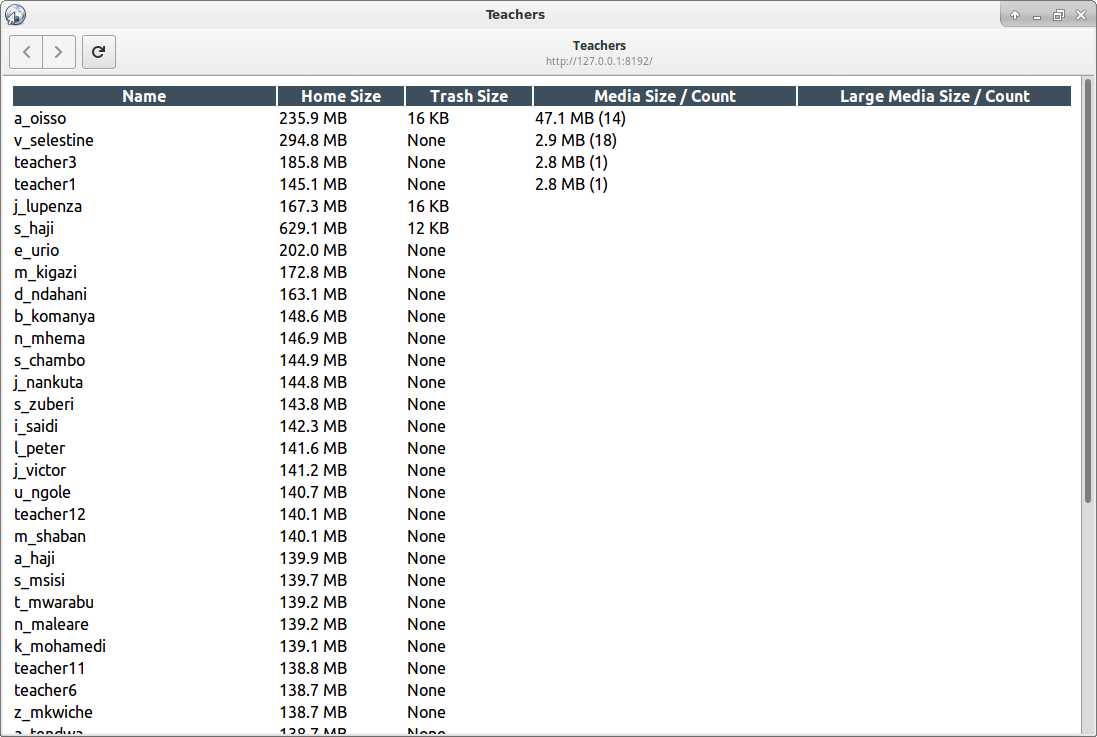 Teachers
Teachers
http://127.0.0.1:8192/
Name Home Size Trash Size Media Size / Count Large Media Size / Count
a_oisso 235.9 MB 16 KB 47.1 MB (14)
v_selestine 294.8 MB None 2.9 MB (18)
teacher3 185.8 MB None 2.8 MB (1)
teacher1 145.1 MB None 2.8 MB (1)
j_lupenza 167.3 MB 16 KB
s_haji 629.1 MB 12 KB
e_urio 202.0 MB None
m_kigazi 172.8 MB None
d_ndahani 163.1 MB None
b_komanya 148.6 MB None
n_mhema 146.9 MB None
s_chambo 144.9 MB None
j_nankuta 144.8 MB None
s_zuberi 143.8 MB None
i_saidi 142.3 MB None
l_peter 141.6 MB None
j_victor 141.2 MB None
u_ngole 140.7 MB None
teacher12 140.1 MB None
m_shaban 140.1 MB None
a_haji 139.9 MB None
s_msisi 139.7 MB None
t_mwarabu 139.2 MB None
n_maleare 139.2 MB None
k_mohamedi 139.1 MB None
teacher11 138.8 MB None
teacher6 138.7 MB None
z_mkwiche 138.7 MB None
a_tendwa 138.7 MB None